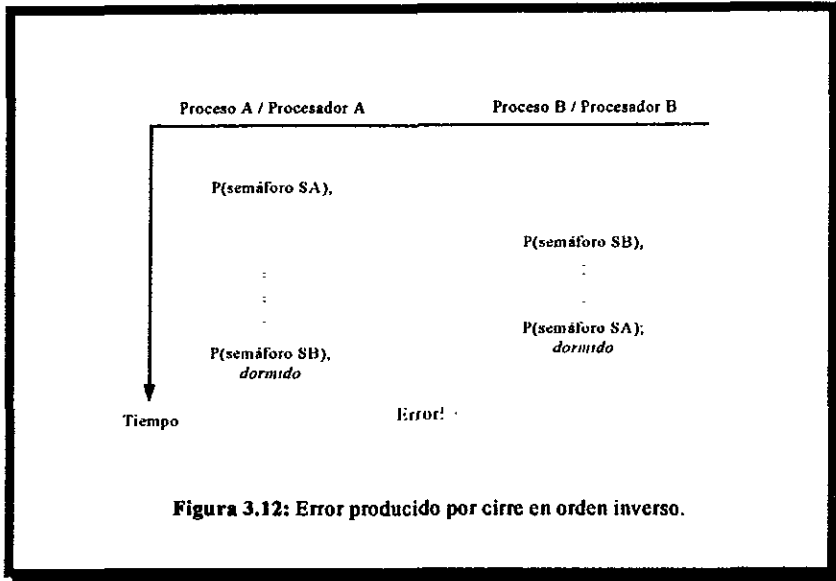 Proceso A / Procesador A Proceso B / Procesador B
P(semáforo SA),
P(semáforo SB),
:
:
:
.
.
P(semáforo SA);
dormido
P(semáforo SB),
dormido
Tiempo
Error!
Figura 3.12: Error producido por cirre en orden inverso.